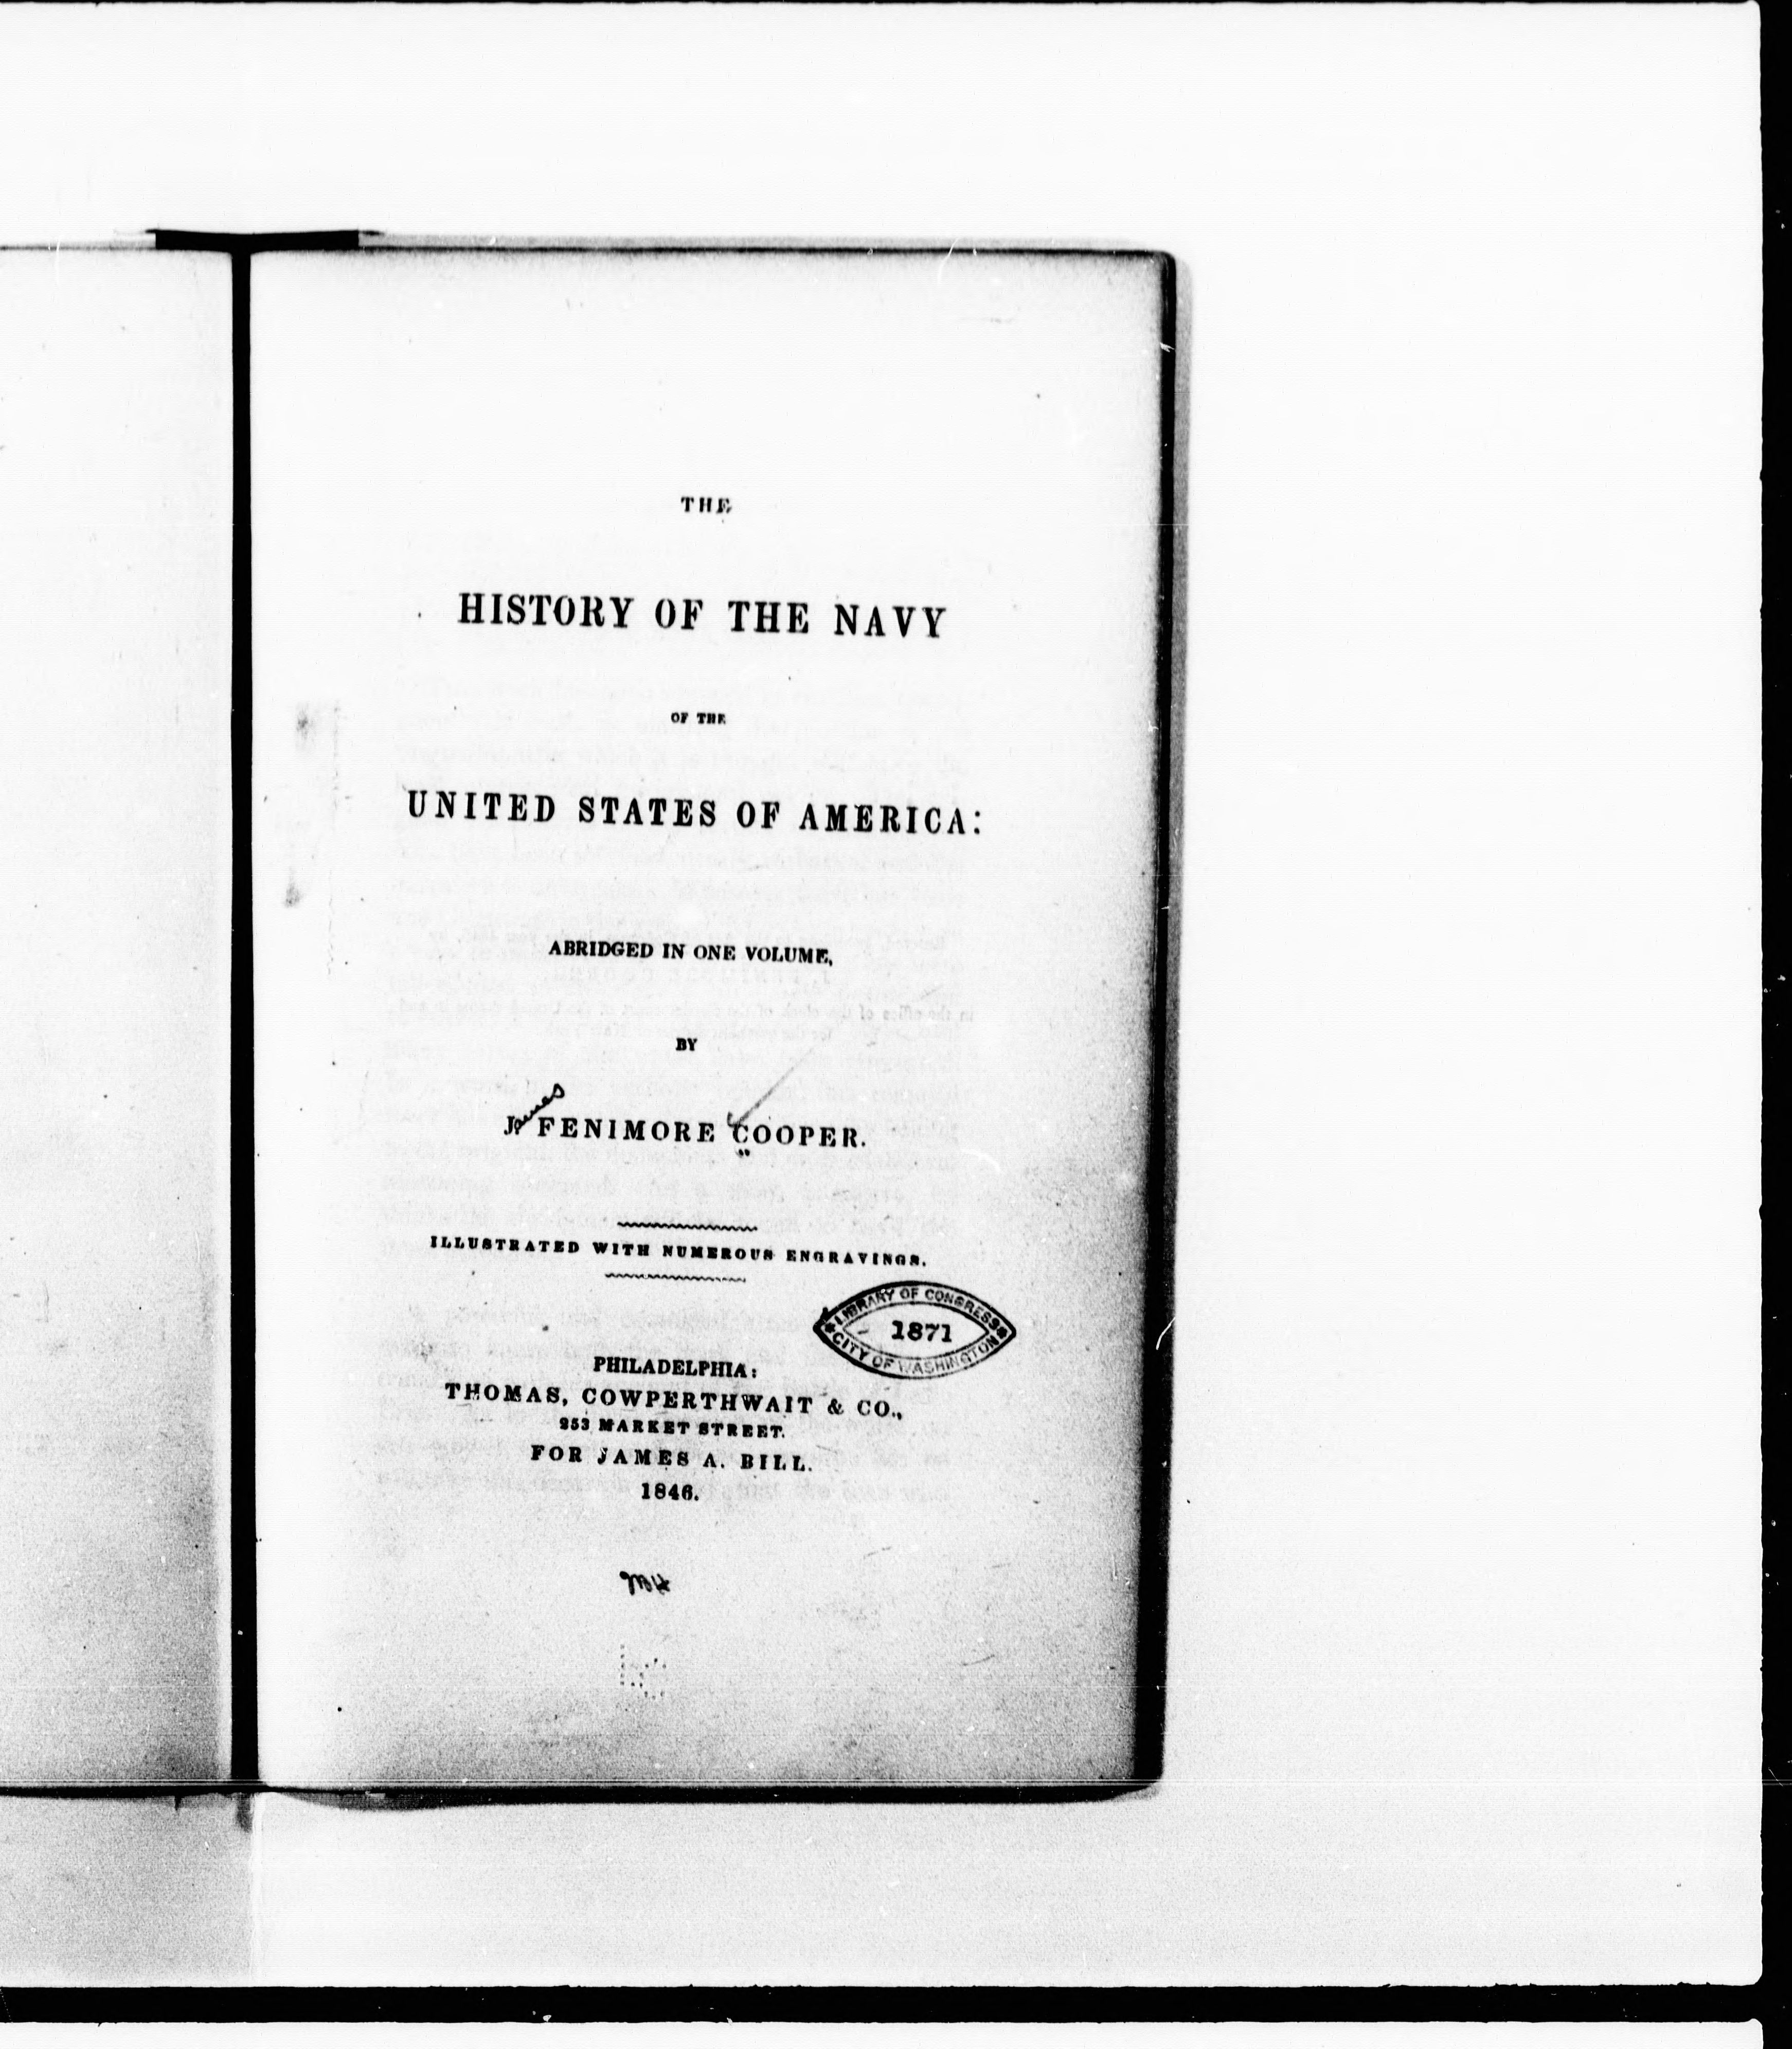 THE
HISTORY OF THE NAVY
OF THE
UNITED STATES OF AMERICA:
ABRIDGED IN ONE VOLUME,
BY
James
J. FENIMORE COOPER.
ILLUSTRATED WITH NUMEROUS ENGRAVINGS.
LIBRARY OF CONGRESS
1871
CITY OF WASHINGTON
PHILADELPHIA:
THOMAS, COWPERTHWAIT & CO.,
253 MARKET STREET.
FOR JAMES A. BILL.
1846.